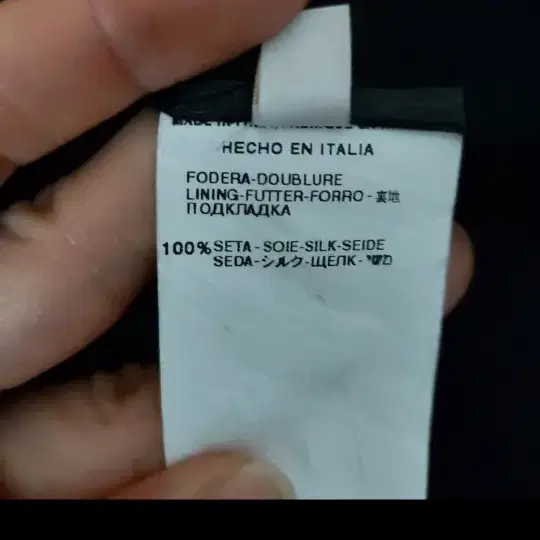 HECHO EN ITALIA
FODERA-DOUBLURE
LINING-FUTTER-FORRO-裏地
ПОДКЛАДКА
100% SETA-SOIE-SILK-SEIDE
SEDA-シルク-ШЕЛК-